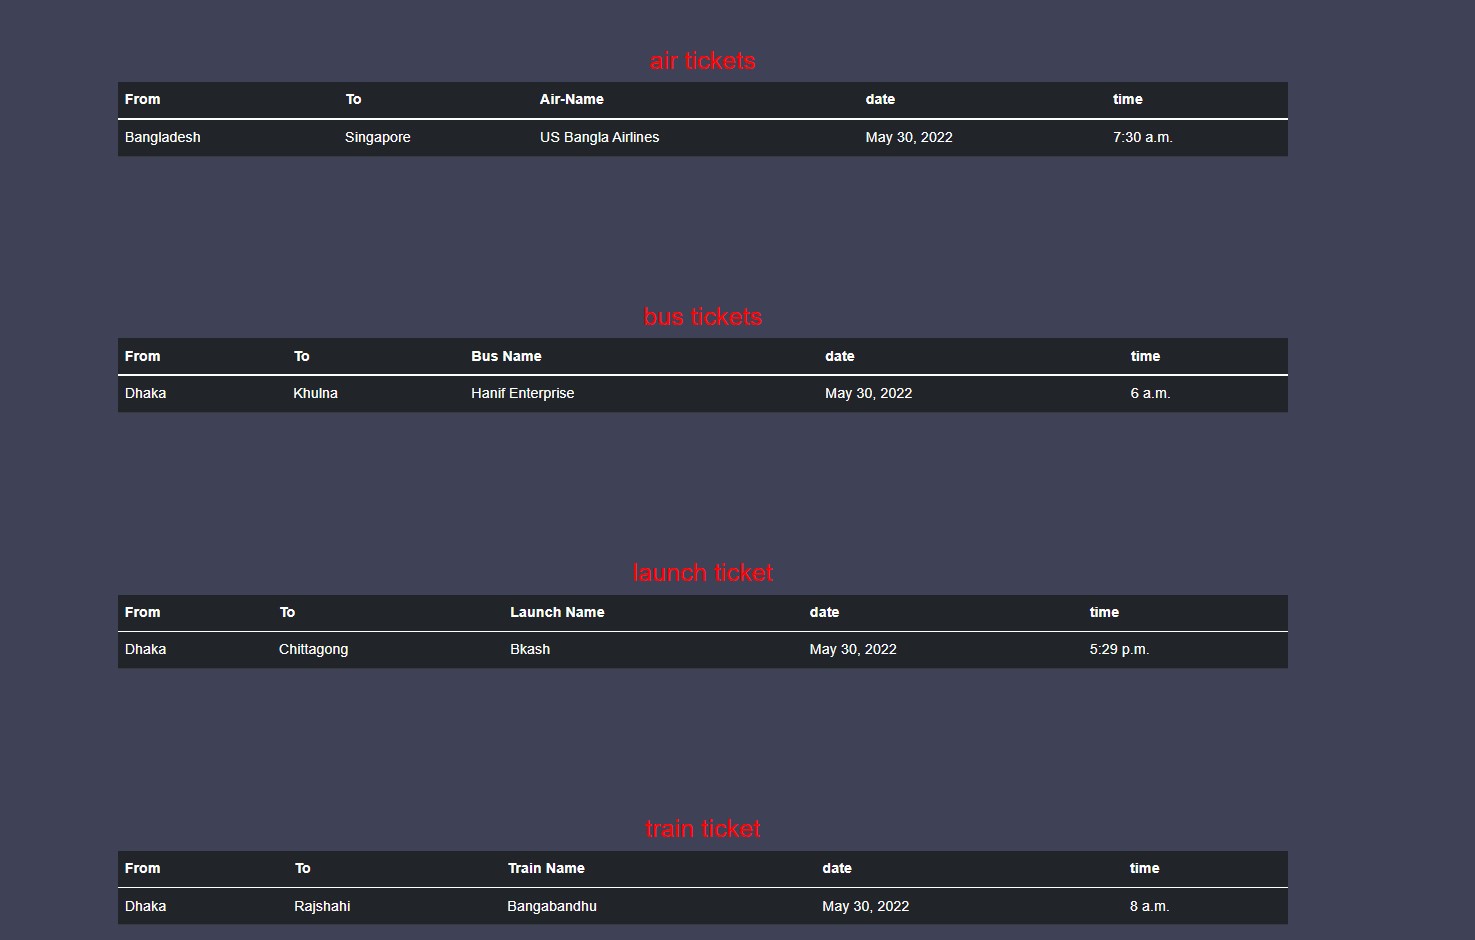 air tickets
From To Air-Name date time
Bangladesh Singapore US Bangla Airlines May 30, 2022 7:30 a.m.
bus tickets
From To Bus Name date time
Dhaka Khulna Hanif Enterprise May 30, 2022 6 a.m.
launch ticket
From To Launch Name date time
Dhaka Chittagong Bkash May 30, 2022 5:29 p.m.
train ticket
From To Train Name date time
Dhaka Rajshahi Bangabandhu May 30, 2022 8 a.m.